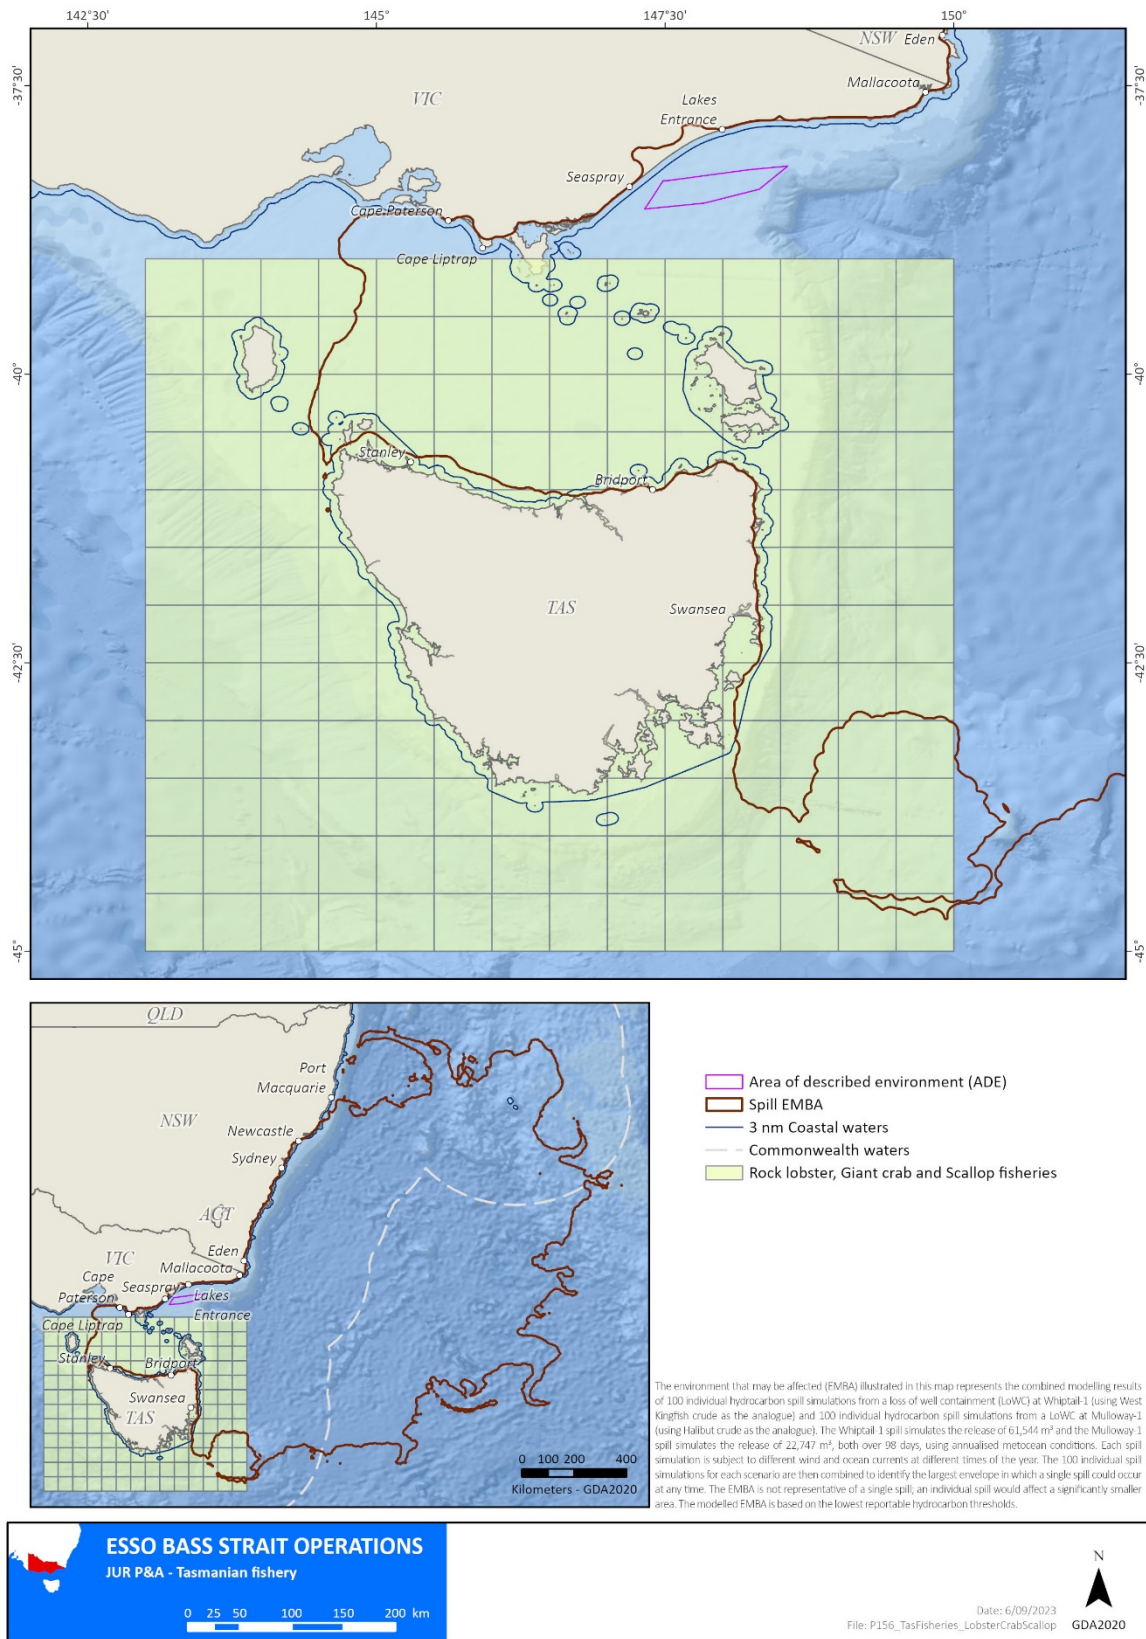 142°30'
145°
147°30'
150°
-37°30'
-37°30'
-40°
-40°
-42°30'
-42°30'
-45°
-45°
NSW
Eden
Mallacoota
VIC
Lakes
Entrance
Seaspray
Cape Paterson
Cape Liptrap
Stanley
Bridport
TAS
Swansea
QLD
Port
Macquarie
NSW
Newcastle
Sydney
ACT
VIC
Eden
Mallacoota
Cape
Paterson
Seaspray
Lakes
Entrance
Cape Liptrap
Stanley
Bridport
Swansea
TAS
0 100 200 400
Kilometers - GDA2020
Area of described environment (ADE)
Spill EMBA
3 nm Coastal waters
Commonwealth waters
Rock lobster, Giant crab and Scallop fisheries
The environment that may be affected (EMBA) illustrated in this map represents the combined modelling results
of 100 individual hydrocarbon spill simulations from a loss of well containment (LoWC) at Whiptail-1 (using West
Kingfish crude as the analogue) and 100 individual hydrocarbon spill simulations from a LoWC at Mulloway-1
(using Halibut crude as the analogue). The Whiptail-1 spill simulates the release of 61,544 m³ and the Mulloway-1
spill simulates the release of 22,747 m³, both over 98 days, using annualised metocean conditions. Each spill
simulation is subject to different wind and ocean currents at different times of the year. The 100 individual spill
simulations for each scenario are then combined to identify the largest envelope in which a single spill could occur
at any time. The EMBA is not representative of a single spill; an individual spill would affect a significantly smaller
area. The modelled EMBA is based on the lowest reportable hydrocarbon thresholds.
ESSO BASS STRAIT OPERATIONS
JUR P&A - Tasmanian fishery
0 25 50 100 150 200 km
Date: 6/09/2023
File: P156_TasFisheries_LobsterCrabScallop
N
GDA2020